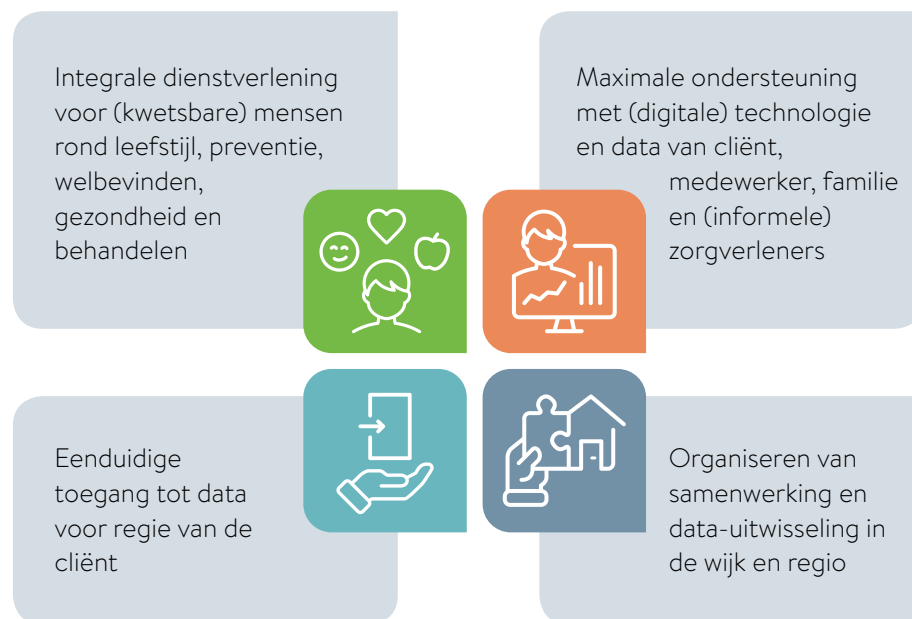 Integrale dienstverlening
voor (kwetsbare) mensen
rond leefstijl, preventie,
welbevinden,
gezondheid en
behandelen
Maximale ondersteuning
met (digitale) technologie
en data van cliënt,
medewerker, familie
en (informele)
zorgverleners
Eenduidige
toegang tot data
voor regie van de
cliënt
Organiseren van
samenwerking en
data-uitwisseling in
de wijk en regio